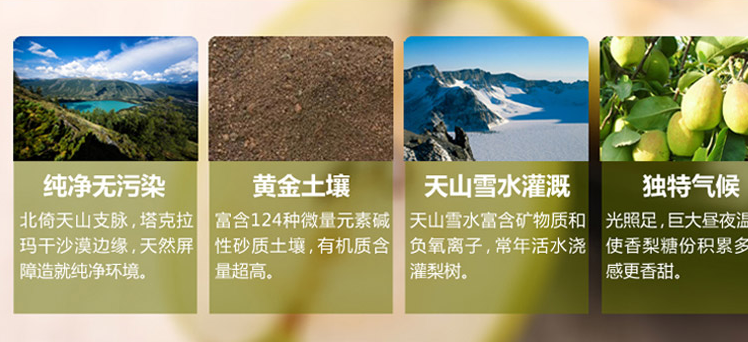 纯净无污染
北倚天山支脉，塔克拉
玛干沙漠边缘，天然屏
障造就纯净环境。
黄金土壤
富含124种微量元素碱
性砂质土壤，有机质含
量超高。
天山雪水灌溉
天山雪水富含矿物质和
负氧离子，常年活水浇
灌梨树。
独特气候
光照足，巨大昼夜温
使香梨糖份积累多
感更香甜。